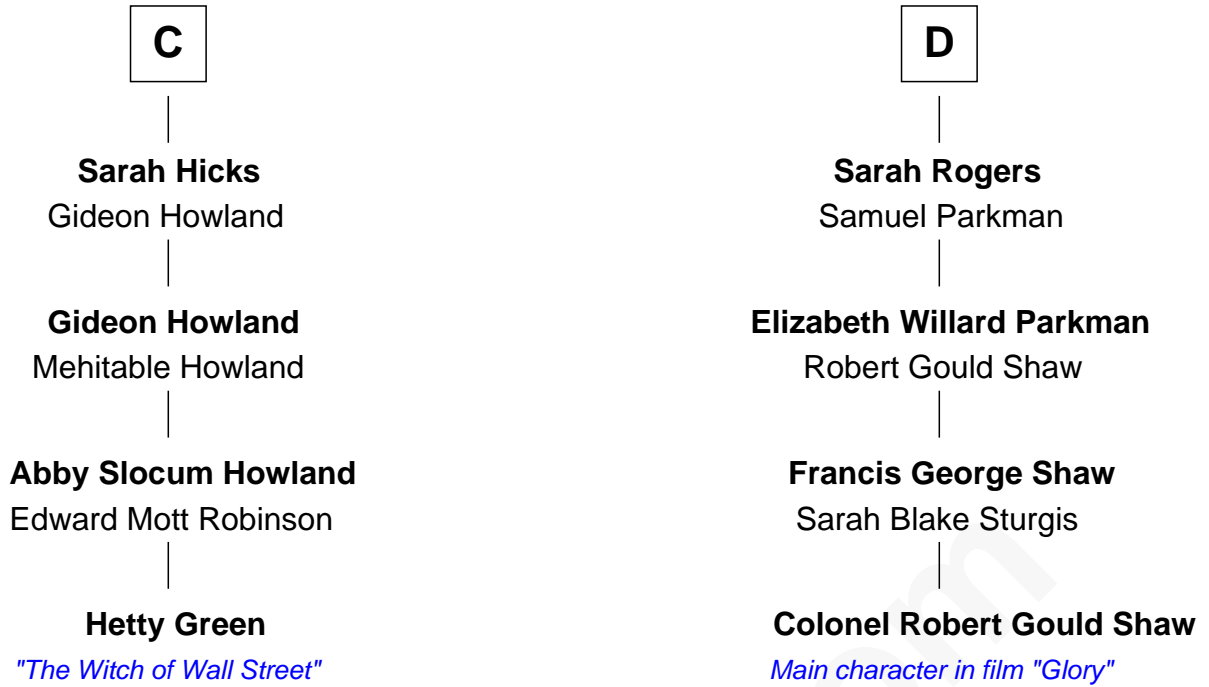 C
Sarah Hicks
Gideon Howland
Gideon Howland
Mehitable Howland
Abby Slocum Howland
Edward Mott Robinson
Hetty Green
"The Witch of Wall Street"
D
Sarah Rogers
Samuel Parkman
Elizabeth Willard Parkman
Robert Gould Shaw
Francis George Shaw
Sarah Blake Sturgis
Colonel Robert Gould Shaw
Main character in film "Glory"